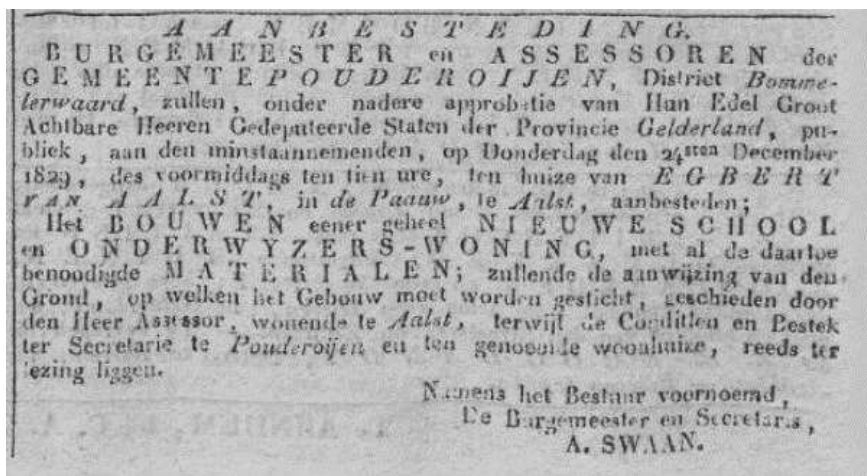 AANBESTEDING.
BURGEMEESTER en ASSESSOREN der
GEMEENTE POUDEROIJEN, District Bomme-
lerwaard, zullen, onder nadere approbatie van Hun Edel Groot
Achtbare Heeren Gedeputeerde Staten der Provincie Gelderland, pu-
bliek, aan den minstaannemenden, op Donderdag den 24sten December
1829, des voormiddags ten tien ure, ten huize van EGBERT
VAN AALST, in de Paauw, te Aalst, aanbesteden;
Het BOUWEN eener geheel NIEUWE SCHOOL
en ONDERWYZERS-WONING, met al de daartoe
benoodigde MATERIALEN; zullende de aanwijzing van den
Grond, op welken het Gebouw moet worden gesticht, geschieden door
den Heer Assessor, wonende te Aalst, terwijl de Conditien en Bestek
ter Secretarie te Pouderoijen en ten genoemde woonhuize, reeds ter
lezing liggen.
Namens het Bestuur voornoemd,
De Burgemeester en Secretaris,
A. SWAAN.